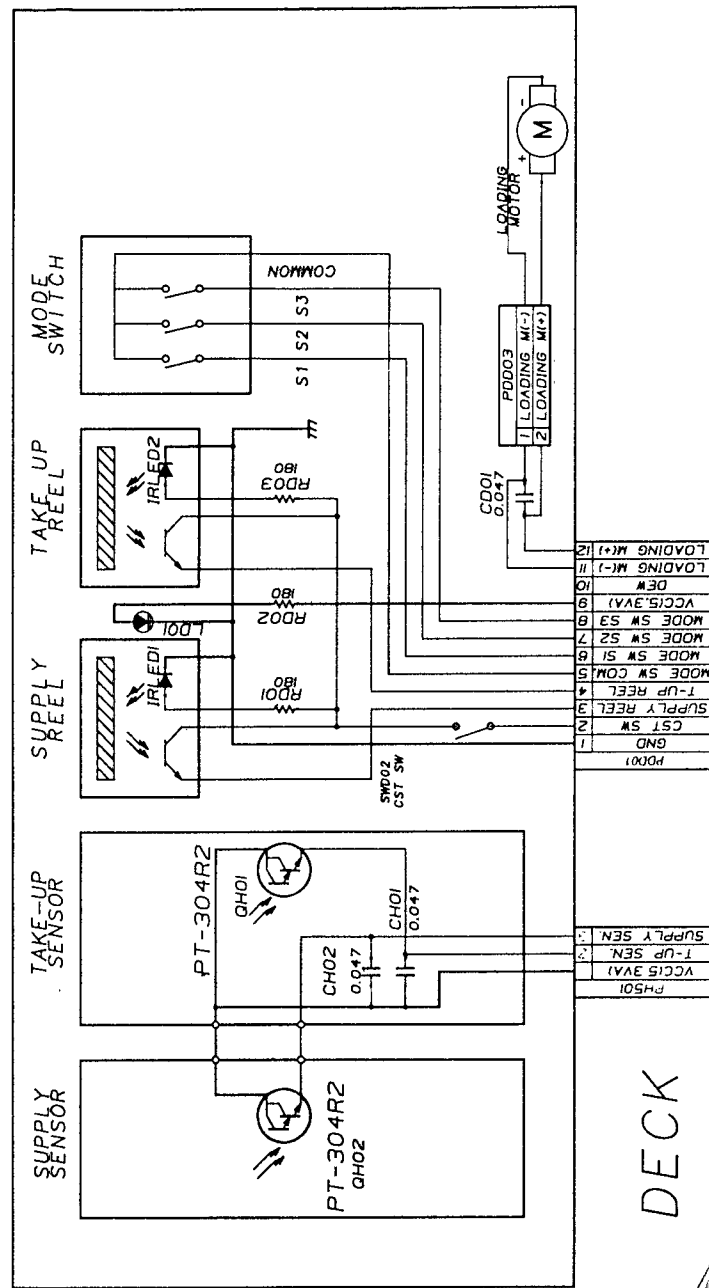 SUPPLY
SENSOR
PT-304R2
QH02
TAKE-UP
SENSOR
PT-304R2
QH01
CH02
0.047
CH01
0.047
SUPPLY
REEL
IRLED1
RD01
180
SWD02
CST SW
LD01
RD02
180
TAKE UP
REEL
IRLED2
RD03
180
MODE
SWITCH
S1
S2
S3
COMMON
LOADING
MOTOR
+
-
M
PDD03
1 LOADING M(-)
2 LOADING M(+)
CD01
0.047
PH501
VCC(5.3VA)
2 T-UP SEN.
3 SUPPLY SEN.
PDD01
1 GND
2 CST SW
3 SUPPLY REEL
4 T-UP REEL
5 MODE SW COM.
6 MODE SW S1
7 MODE SW S2
8 MODE SW S3
9 VCC(5.3VA)
10 DEW
11 LOADING M(-)
12 LOADING M(+)
DECK